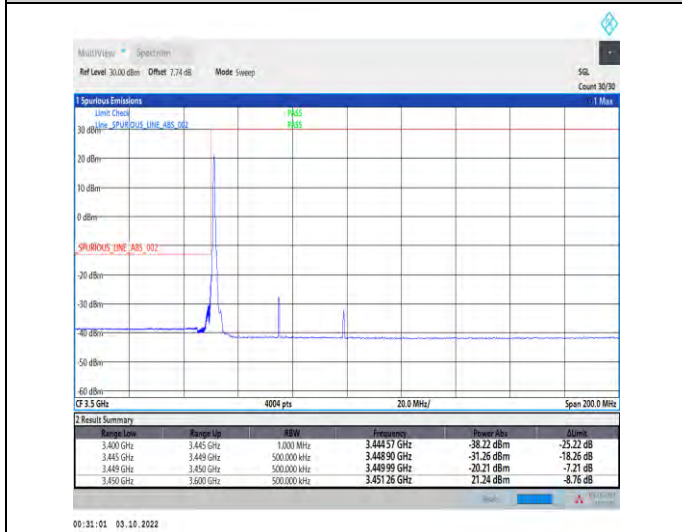 MultiView Spectrum
Ref Level 30.00 dBm Offset 7.74 dB Mode Sweep SGL
Count 30/30
1 Spurious Emissions 1 Max
Limit Check PASS
Line _SPURIOUS_LINE_ABS_002 PASS
30 dBm
20 dBm
10 dBm
0 dBm
_SPURIOUS_LINE_ABS_002
-20 dBm
-30 dBm
-40 dBm
-50 dBm
-60 dBm
CF 3.5 GHz 4004 pts 20.0 MHz/ Span 200.0 MHz
2 Result Summary
Range Low Range Up RBW Frequency Power Abs ΔLimit
3.400 GHz 3.445 GHz 1.000 MHz 3.444 57 GHz -38.22 dBm -25.22 dB
3.445 GHz 3.449 GHz 500.000 kHz 3.448 90 GHz -31.26 dBm -18.26 dB
3.449 GHz 3.450 GHz 500.000 kHz 3.449 99 GHz -20.21 dBm -7.21 dB
3.450 GHz 3.600 GHz 500.000 kHz 3.451 26 GHz 21.24 dBm -8.76 dB
00:31:01 03.10.2022